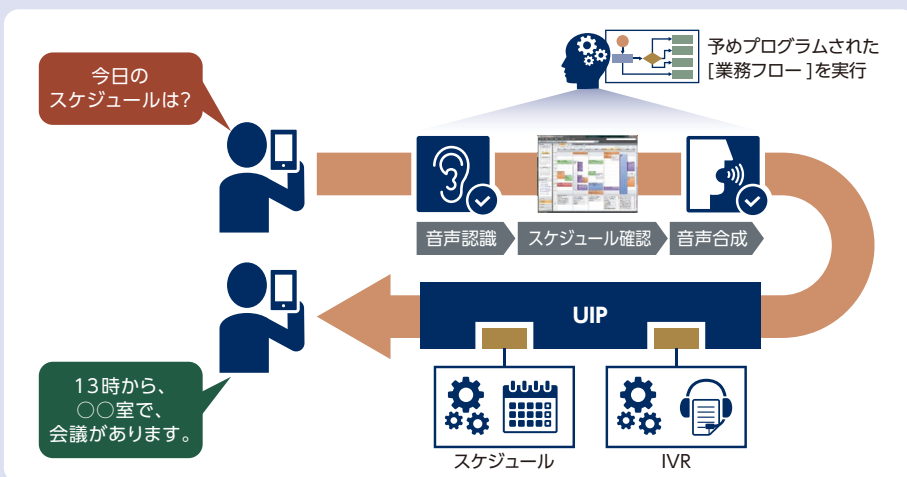 今日の
スケジュールは?
予めプログラムされた
[業務フロー]を実行
音声認識
スケジュール確認
音声合成
UIP
13時から、
○○室で、
会議があります。
スケジュール
IVR